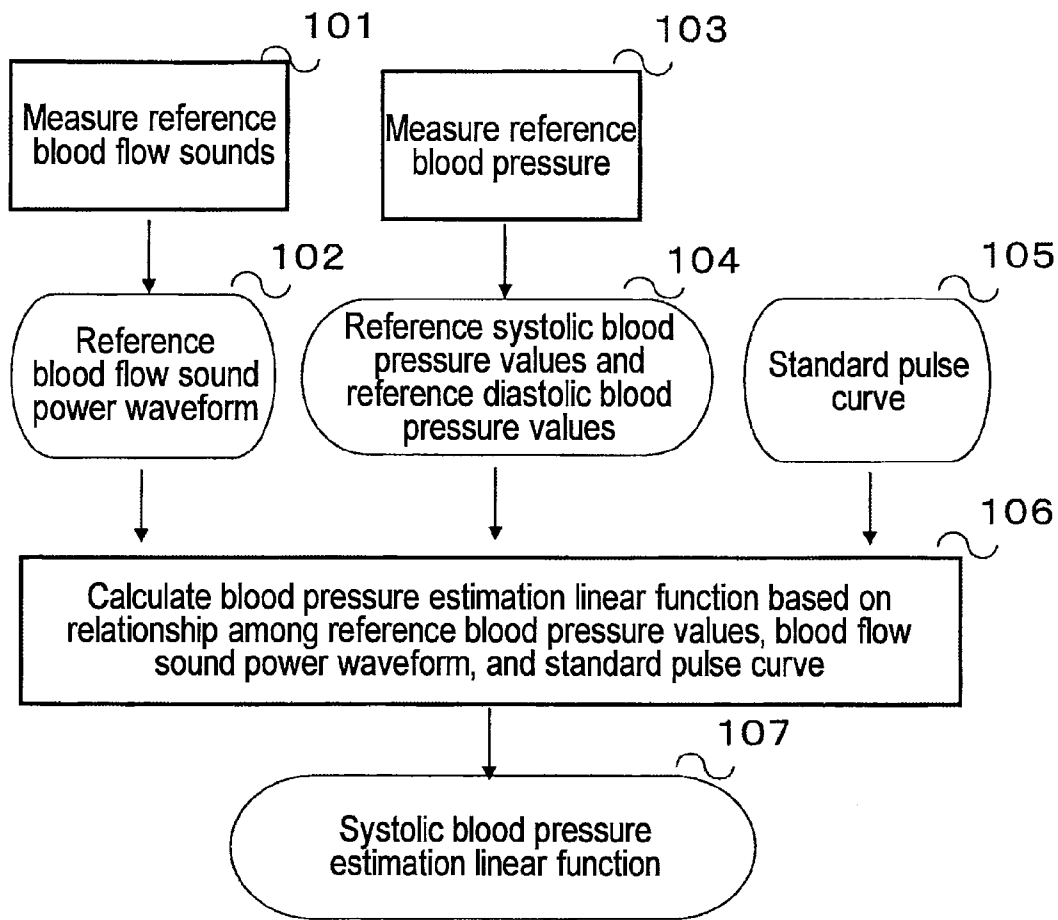 101
Measure reference
blood flow sounds
103
Measure reference
blood pressure
102
Reference
blood flow sound
power waveform
104
Reference systolic blood
pressure values and
reference diastolic blood
pressure values
105
Standard pulse
curve
106
Calculate blood pressure estimation linear function based on
relationship among reference blood pressure values, blood flow
sound power waveform, and standard pulse curve
107
Systolic blood pressure
estimation linear function